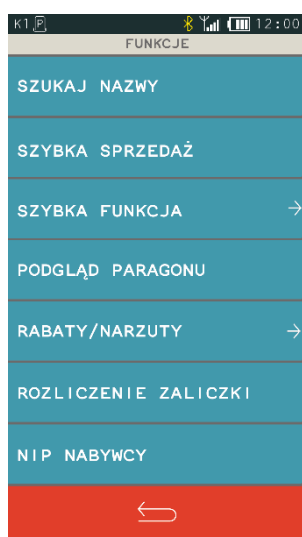 K1 P 12:00
FUNKCJE
SZUKAJ NAZWY
SZYBKA SPRZEDAŻ
SZYBKA FUNKCJA
PODGLĄD PARAGONU
RABATY/NARZUTY
ROZLICZENIE ZALICZKI
NIP NABYWCY